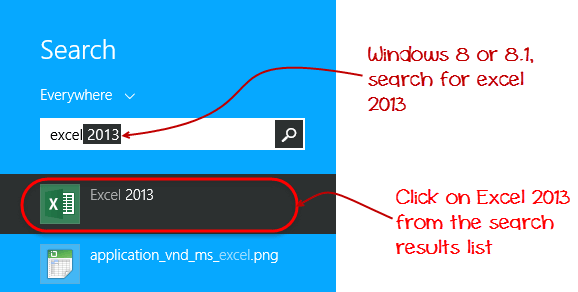 Search
Everywhere
excel 2013
Excel 2013
application_vnd_ms_excel.png
Windows 8 or 8.1,
search for excel
2013
Click on Excel 2013
from the search
results list